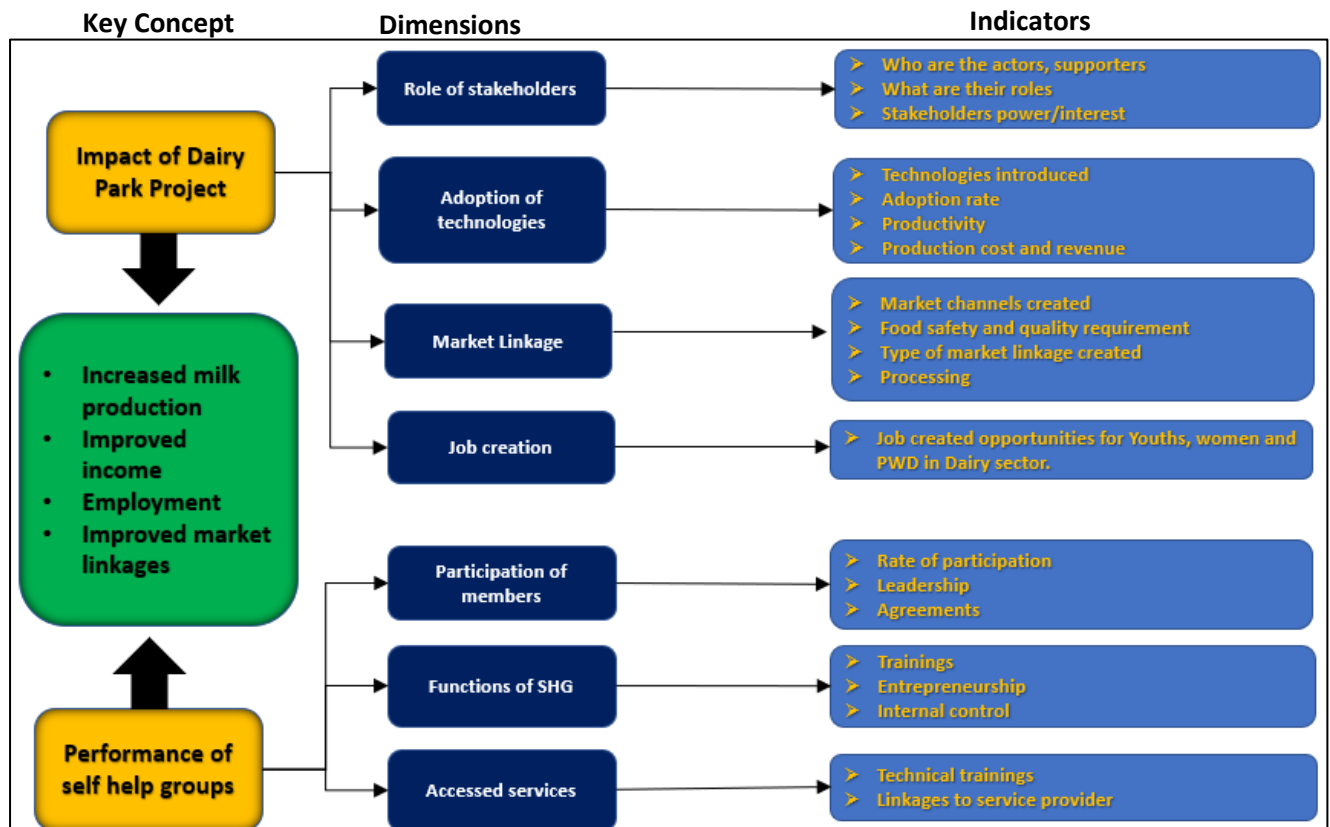 Key Concept
Dimensions
Indicators
Impact of Dairy
Park Project
• Increased milk
production
• Improved
income
• Employment
• Improved market
linkages
Performance of
self help groups
Role of stakeholders
➢ Who are the actors, supporters
➢ What are their roles
➢ Stakeholders power/interest
Adoption of
technologies
➢ Technologies introduced
➢ Adoption rate
➢ Productivity
➢ Production cost and revenue
Market Linkage
➢ Market channels created
➢ Food safety and quality requirement
➢ Type of market linkage created
➢ Processing
Job creation
➢ Job created opportunities for Youths, women and
PWD in Dairy sector.
Participation of
members
➢ Rate of participation
➢ Leadership
➢ Agreements
Functions of SHG
➢ Trainings
➢ Entrepreneurship
➢ Internal control
Accessed services
➢ Technical trainings
➢ Linkages to service provider